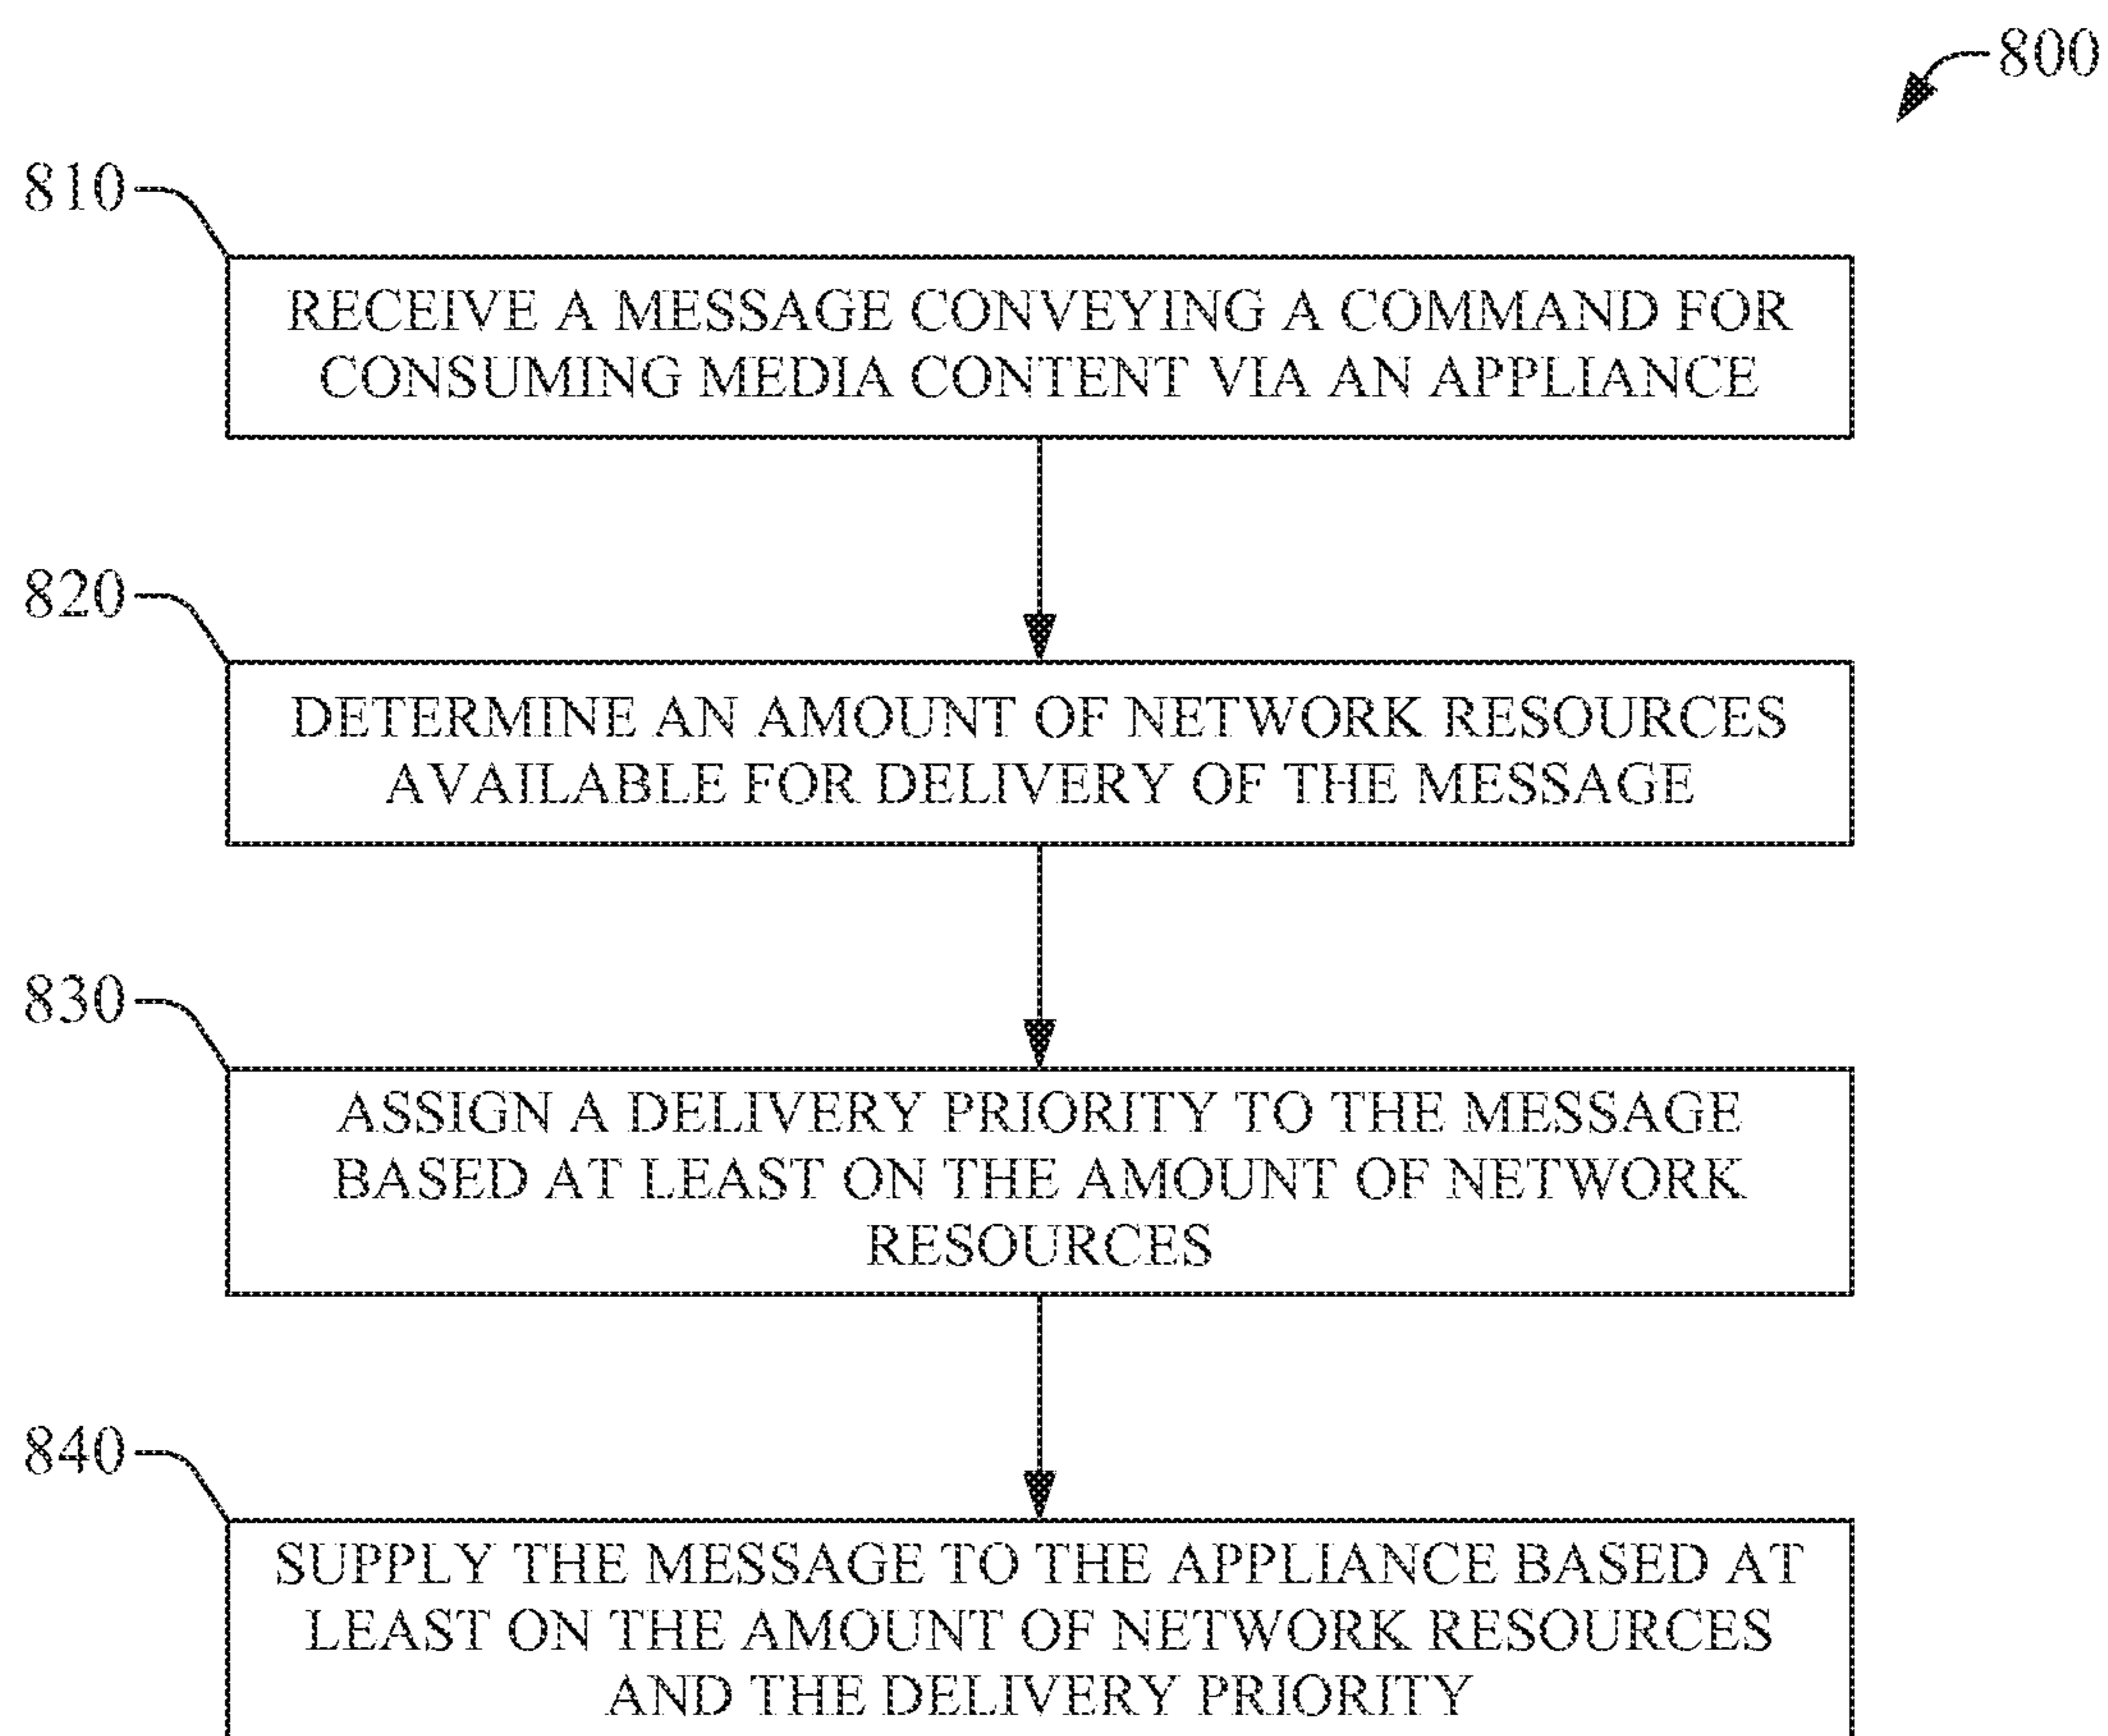 800
810
RECEIVE A MESSAGE CONVEYING A COMMAND FOR
CONSUMING MEDIA CONTENT VIA AN APPLIANCE
820
DETERMINE AN AMOUNT OF NETWORK RESOURCES
AVAILABLE FOR DELIVERY OF THE MESSAGE
830
ASSIGN A DELIVERY PRIORITY TO THE MESSAGE
BASED AT LEAST ON THE AMOUNT OF NETWORK
RESOURCES
840
SUPPLY THE MESSAGE TO THE APPLIANCE BASED AT
LEAST ON THE AMOUNT OF NETWORK RESOURCES
AND THE DELIVERY PRIORITY